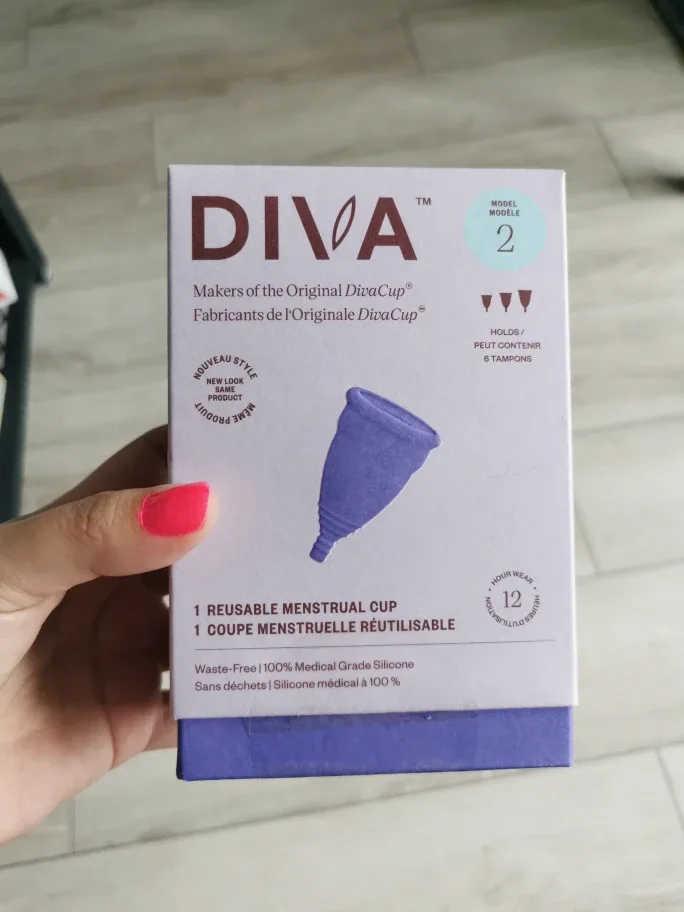 DIVA™
MODEL
MODÈLE
2
Makers of the Original DivaCup®
Fabricants de l'Originale DivaCup®
HOLDS /
PEUT CONTENIR
6 TAMPONS
NOUVEAU STYLE
NEW LOOK
SAME
PRODUCT
MÊME PRODUIT
HOUR WEAR
12
HEURE D'UTILISATION
1 REUSABLE MENSTRUAL CUP
1 COUPE MENSTRUELLE RÉUTILISABLE
Waste-Free | 100% Medical Grade Silicone
Sans déchets | Silicone médical à 100 %